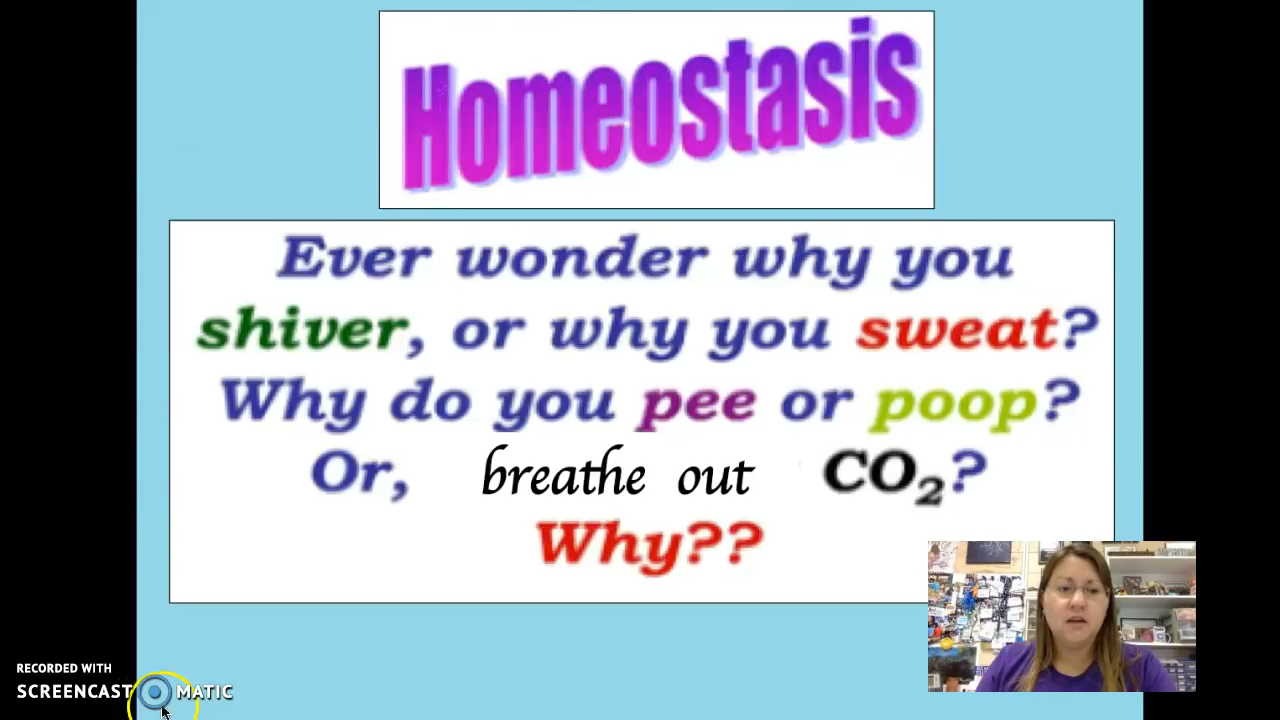 Homeostasis
Ever wonder why you
shiver, or why you sweat?
Why do you pee or poop?
Or, breathe out CO₂?
Why??
RECORDED WITH
SCREENCAST MATIC